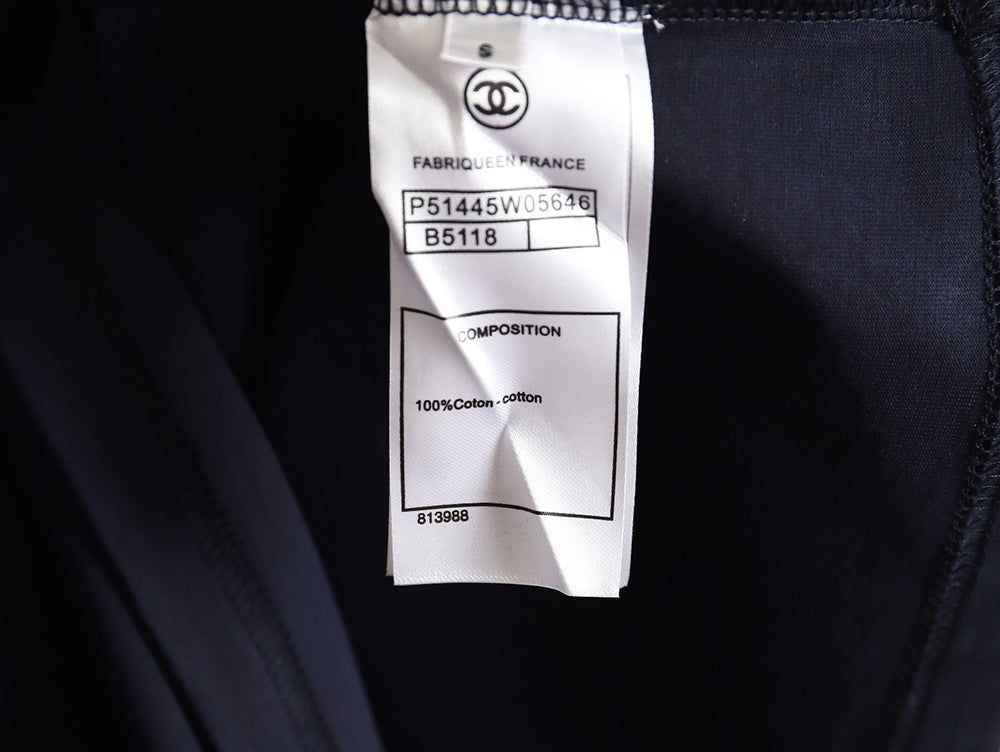 S
FABRIQUEEN FRANCE
P51445W05646
B5118
COMPOSITION
100%Coton - cotton
813988